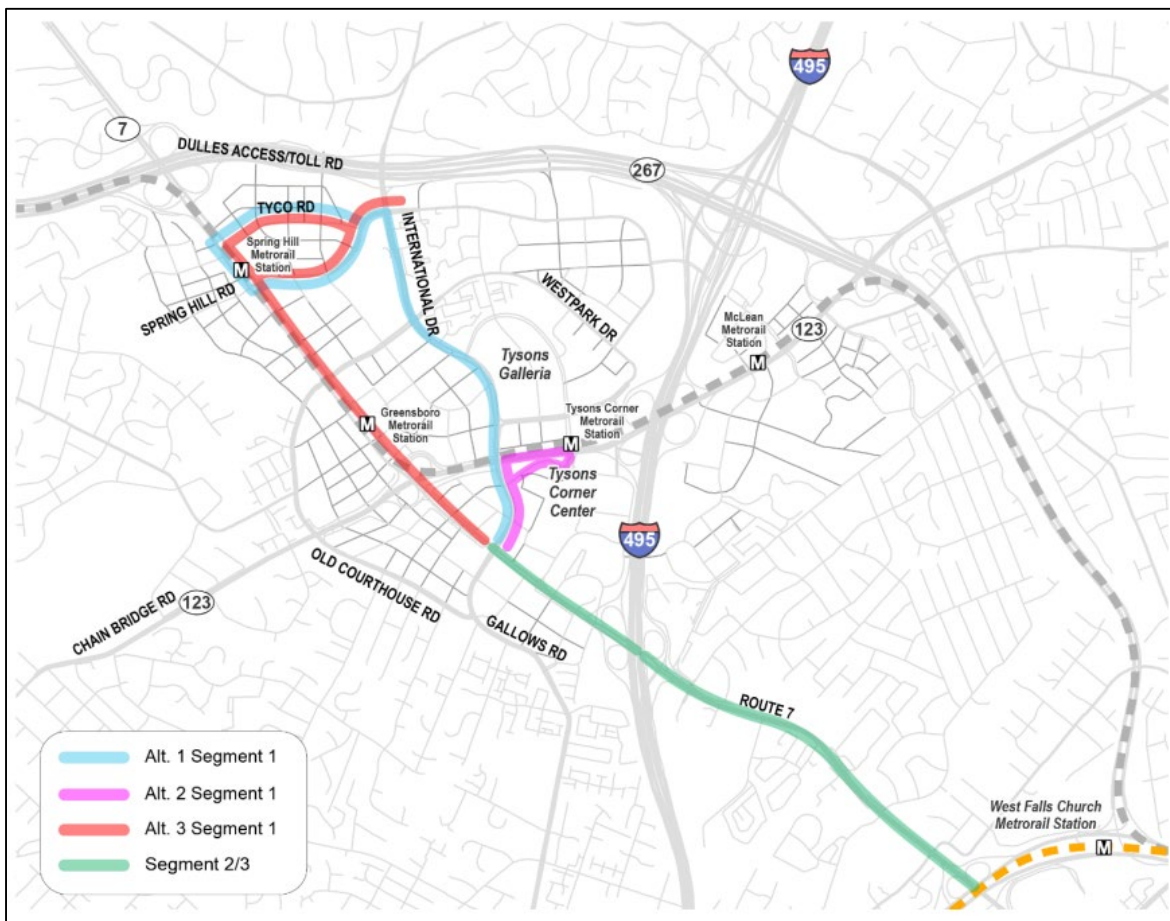 495
7
DULLES ACCESS/TOLL RD
267
TYCO RD
Spring Hill
Metrorail
Station
M
SPRING HILL RD
INTERNATIONAL DR
WESTPARK DR
McLean
Metrorail
Station
M
123
Tysons
Galleria
Greensboro
Metrorail
Station
M
Tysons Corner
Metrorail
Station
M
Tysons
Corner
Center
495
OLD COURTHOUSE RD
CHAIN BRIDGE RD
123
GALLOWS RD
ROUTE 7
West Falls Church
Metrorail Station
M
Alt. 1 Segment 1
Alt. 2 Segment 1
Alt. 3 Segment 1
Segment 2/3